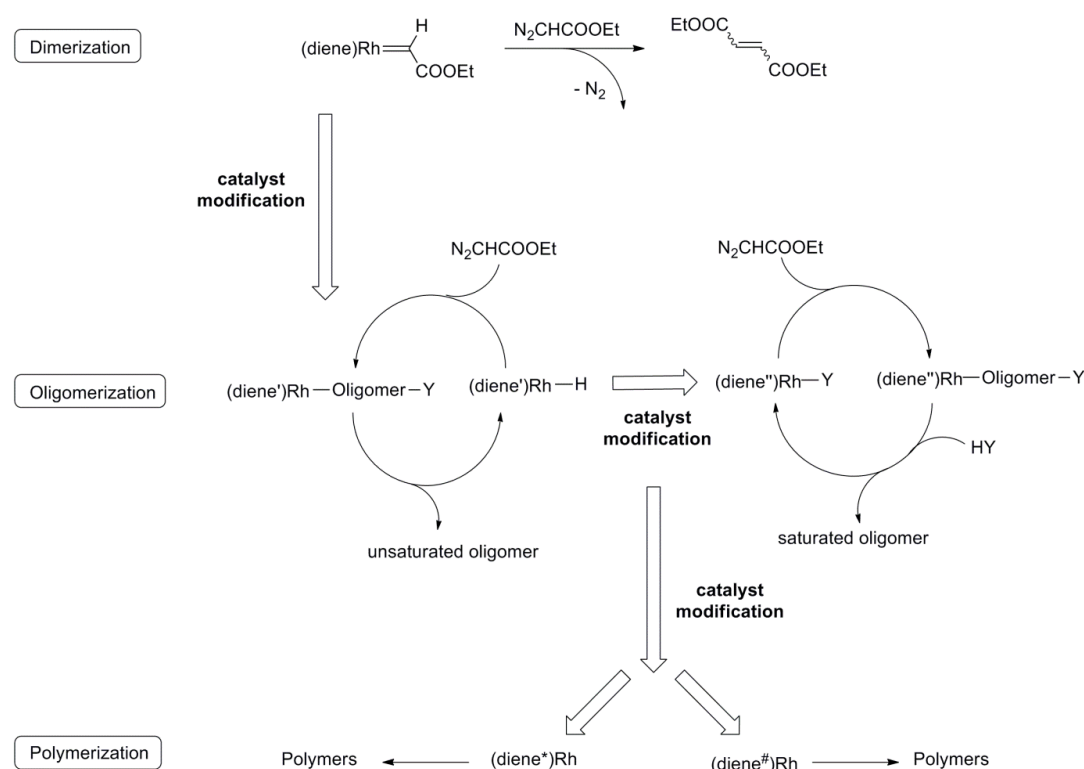 Dimerization
(diene)Rh
H
COOEt
N₂CHCOOEt
- N₂
EtOOC
COOEt
catalyst
modification
N₂CHCOOEt
N₂CHCOOEt
Oligomerization
(diene')Rh—Oligomer—Y
(diene')Rh—H
catalyst
modification
(diene")Rh—Y
(diene")Rh—Oligomer—Y
HY
unsaturated oligomer
saturated oligomer
catalyst
modification
Polymerization
Polymers
(diene*)Rh
(diene#)Rh
Polymers